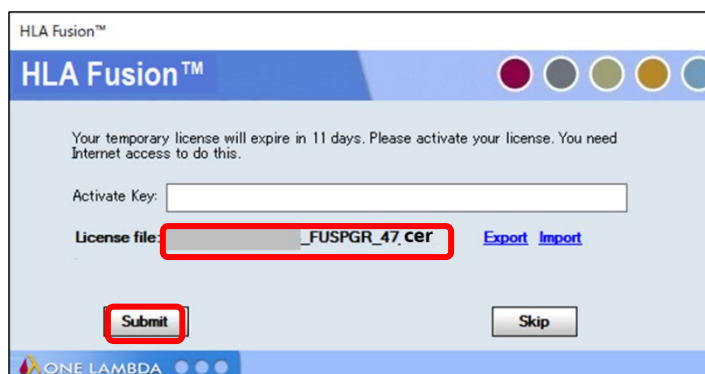 HLA Fusion™
HLA Fusion™
Your temporary license will expire in 11 days. Please activate your license. You need
Internet access to do this.
Activate Key:
License file: _FUSPGR_47.cer Export Import
Submit Skip
ONE LAMBDA